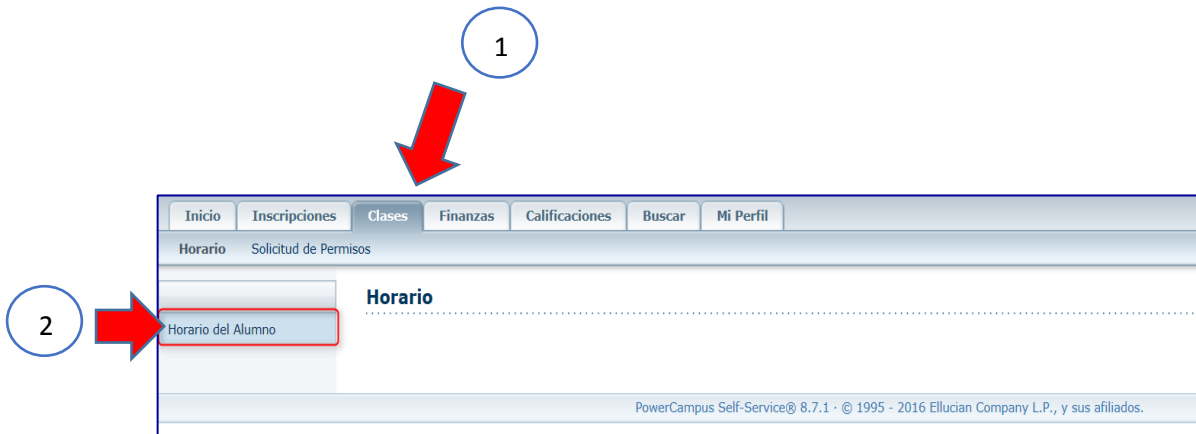 1
Inicio Inscripciones Clases Finanzas Calificaciones Buscar Mi Perfil
Horario Solicitud de Permisos
Horario
2
Horario del Alumno
PowerCampus Self-Service® 8.7.1 · © 1995 - 2016 Ellucian Company L.P., y sus afiliados.